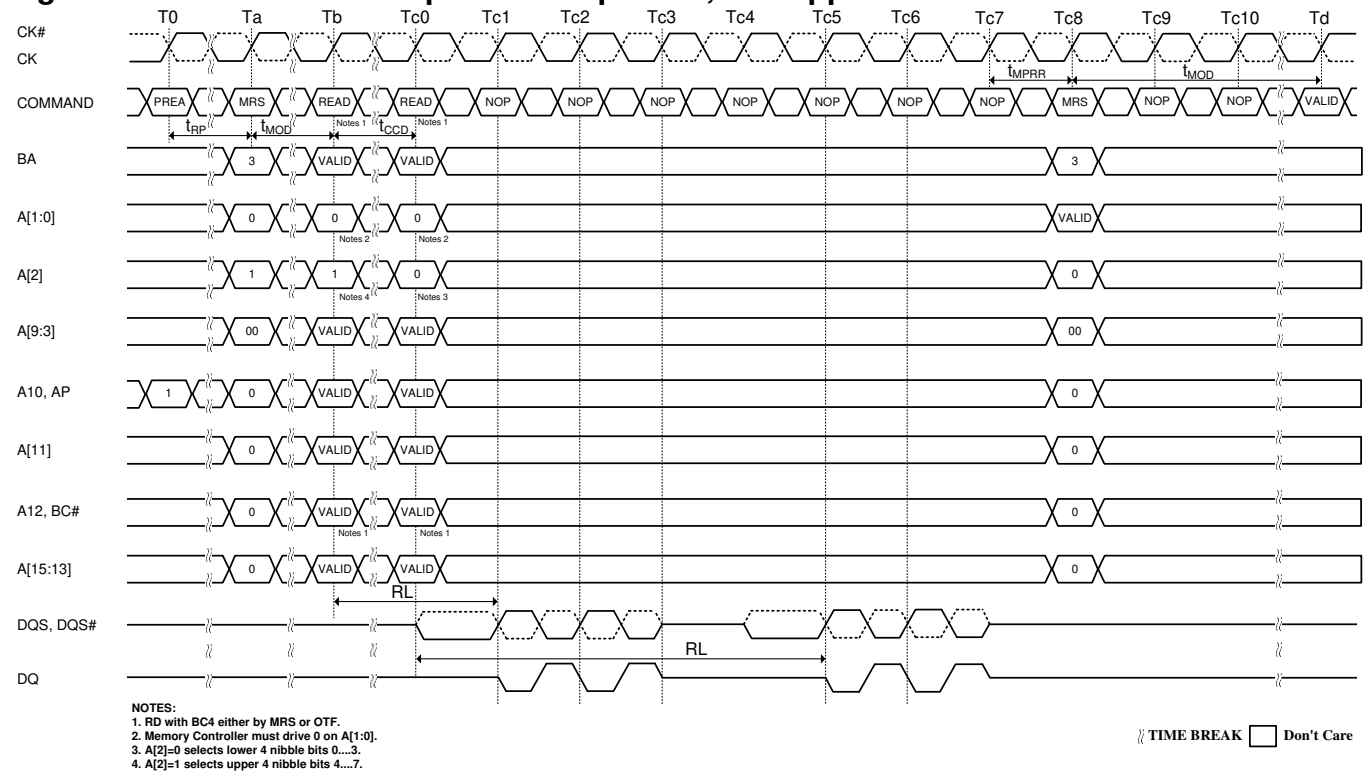 T0 Ta Tb Tc0 Tc1 Tc2 Tc3 Tc4 Tc5 Tc6 Tc7 Tc8 Tc9 Tc10 Td
CK#
CK
tMPRR tMOD
COMMAND PREA MRS READ READ NOP NOP NOP NOP NOP NOP NOP MRS NOP NOP VALID
Notes 1 Notes 1
tRP tMOD tCCD
BA 3 VALID VALID 3
A[1:0] 0 0 0 VALID
Notes 2 Notes 2
A[2] 1 1 0 0
Notes 4 Notes 3
A[9:3] 00 VALID VALID 00
A10, AP 1 0 VALID VALID 0
A[11] 0 VALID VALID 0
A12, BC# 0 VALID VALID 0
Notes 1 Notes 1
A[15:13] 0 VALID VALID 0
RL
DQS, DQS#
RL
DQ
NOTES:
1. RD with BC4 either by MRS or OTF.
2. Memory Controller must drive 0 on A[1:0].
3. A[2]=0 selects lower 4 nibble bits 0....3.
4. A[2]=1 selects upper 4 nibble bits 4....7.
TIME BREAK Don't Care